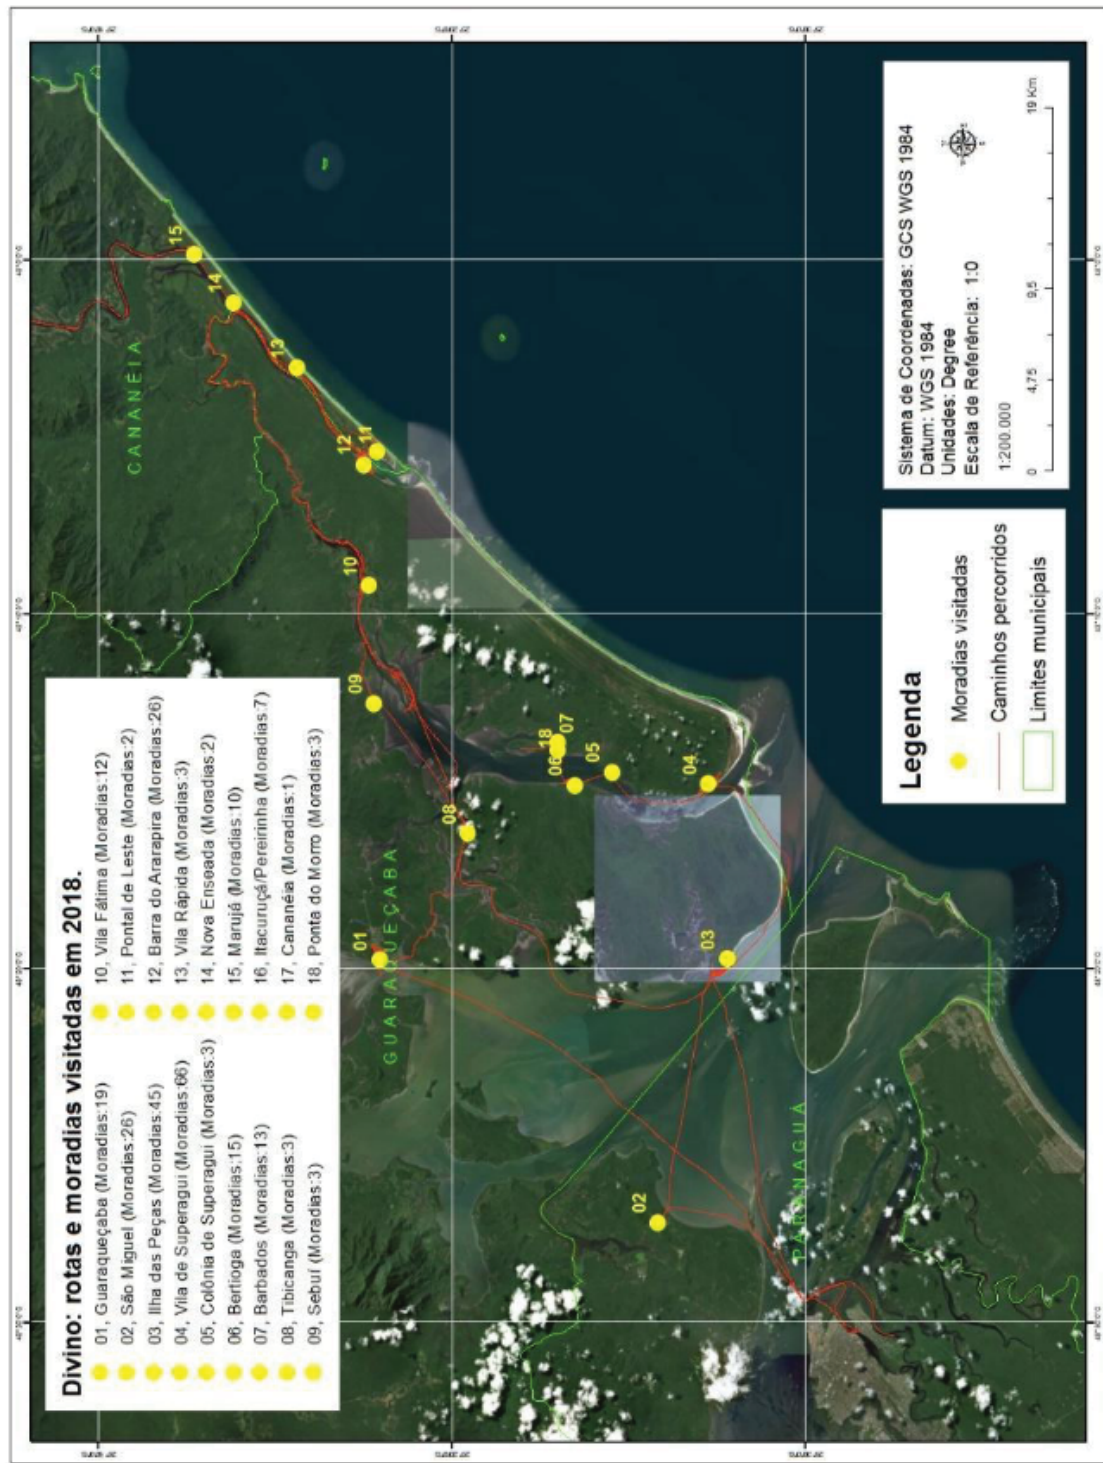 Divino: rotas e moradias visitadas em 2018.
01, Guaraqueçaba (Moradias:19)
02, São Miguel (Moradias:26)
03, Ilha das Peças (Moradias:45)
04, Vila de Superagui (Moradias:66)
05, Colônia de Superagui (Moradias:3)
06, Bertioga (Moradias:15)
07, Barbados (Moradias:13)
08, Tibicanga (Moradias:3)
09, Sebuí (Moradias:3)
10, Vila Fátima (Moradias:12)
11, Pontal de Leste (Moradias:2)
12, Barra do Ararapira (Moradias:26)
13, Vila Rápida (Moradias:3)
14, Nova Enseada (Moradias:2)
15, Marujá (Moradias:10)
16, Itacuruçá/Pereirinha (Moradias:7)
17, Cananéia (Moradias:1)
18, Ponta do Morro (Moradias:3)
CANANÉIA
15
14
13
12
11
10
09
01
GUARAQUEÇABA
08
06
18
07
05
04
03
02
PARANAGUÁ
Legenda
Moradias visitadas
Caminhos percorridos
Limites municipais
Sistema de Coordenadas: GCS WGS 1984
Datum: WGS 1984
Unidades: Degree
Escala de Referência: 1:0
1:200.000
0 4,75 9,5 19 Km